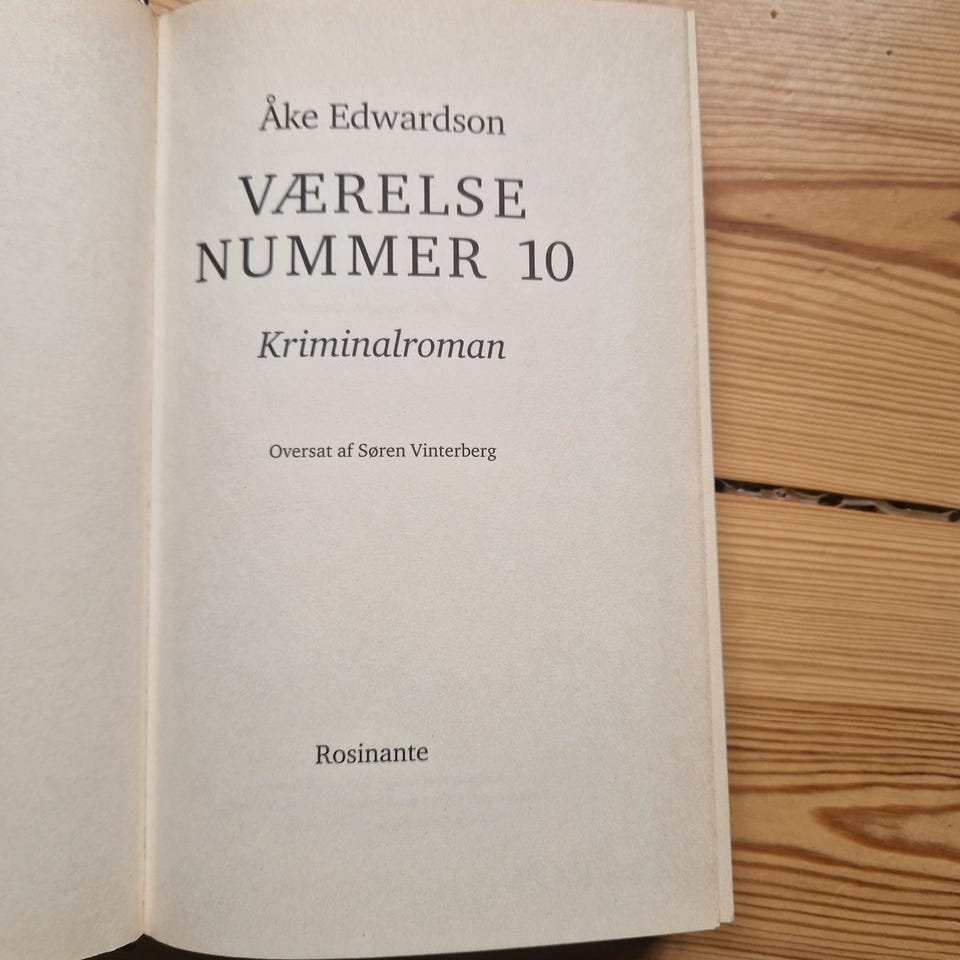 Åke Edwardson
VÆRELSE
NUMMER 10
Kriminalroman
Oversat af Søren Vinterberg
Rosinante